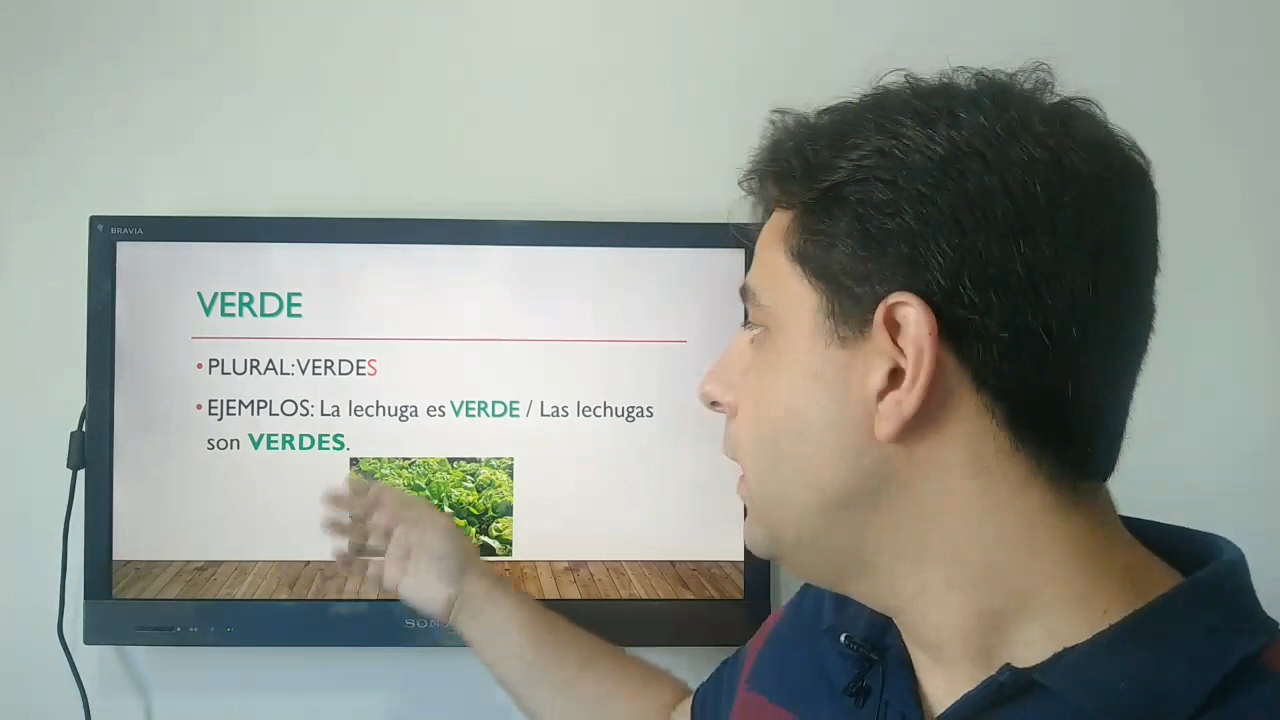 BRAVIA
VERDE
• PLURAL:VERDES
• EJEMPLOS: La lechuga es VERDE / Las lechugas
son VERDES.